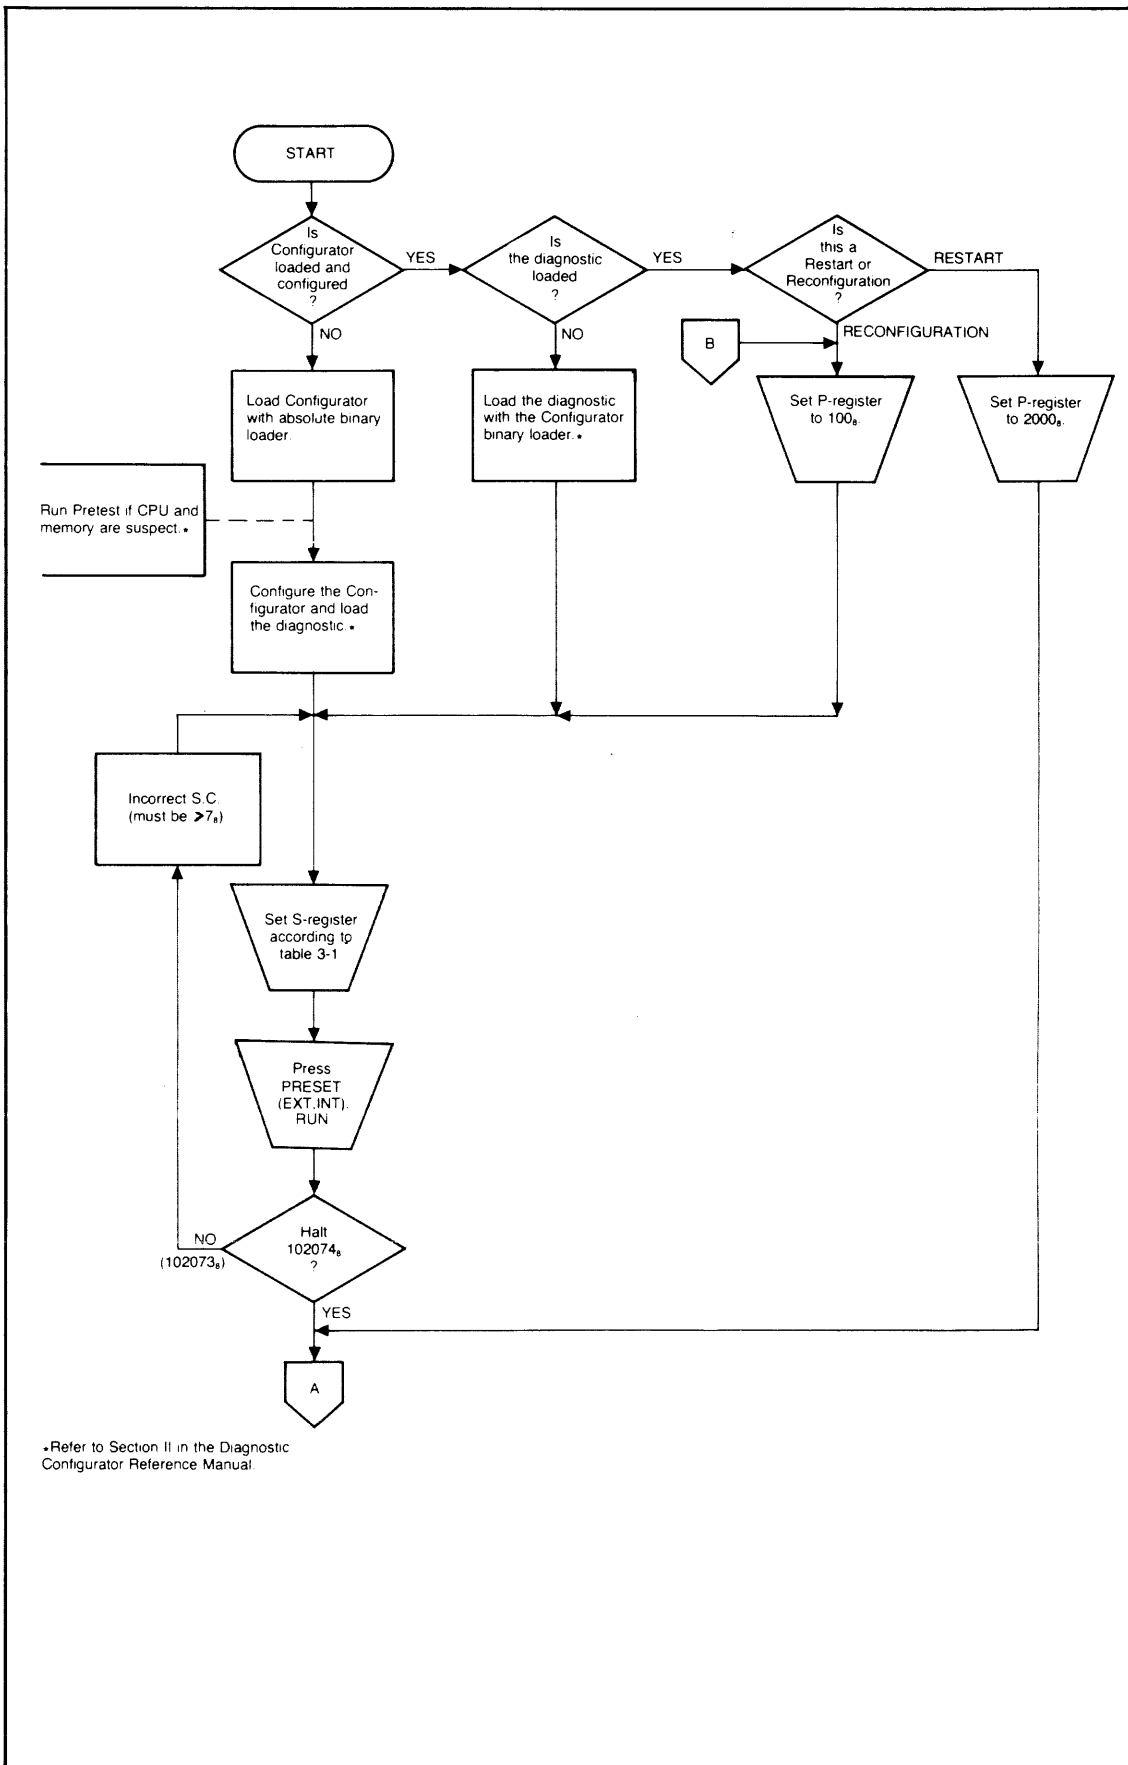 START
Is
Configurator
loaded and
configured
?
YES
Is
the diagnostic
loaded
?
YES
Is
this a
Restart or
Reconfiguration
?
RESTART
NO
NO
RECONFIGURATION
B
Load Configurator
with absolute binary
loader.
Load the diagnostic
with the Configurator
binary loader.*
Set P-register
to 100₈.
Set P-register
to 2000₈.
Run Pretest if CPU and
memory are suspect.*
Configure the Con-
figurator and load
the diagnostic.*
Incorrect S.C.
(must be ⩾7₈)
Set S-register
according to
table 3-1
Press
PRESET
(EXT,INT).
RUN
Halt
102074₈
?
NO
(102073₈)
YES
A
*Refer to Section II in the Diagnostic
Configurator Reference Manual.